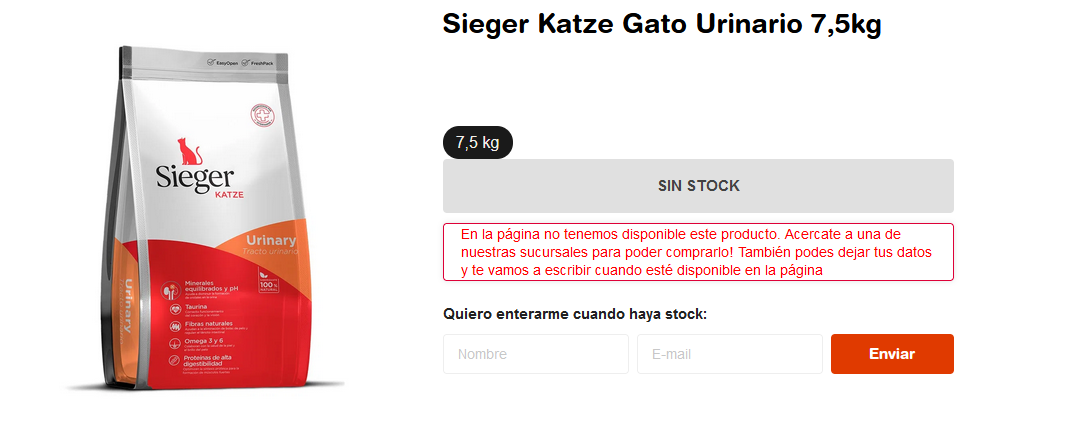 Sieger Katze Gato Urinario 7,5kg
EasyOpen FreshPack
Sieger
KATZE
Urinary
Tracto urinario
100%
NATURAL
Minerales
equilibrados y pH
Taurina
Fibras naturales
Omega 3 y 6
Proteínas de alta
digestibilidad
Urinary
7,5 kg
SIN STOCK
En la página no tenemos disponible este producto. Acercate a una de
nuestras sucursales para poder comprarlo! También podes dejar tus datos
y te vamos a escribir cuando esté disponible en la página
Quiero enterarme cuando haya stock:
Nombre
E-mail
Enviar